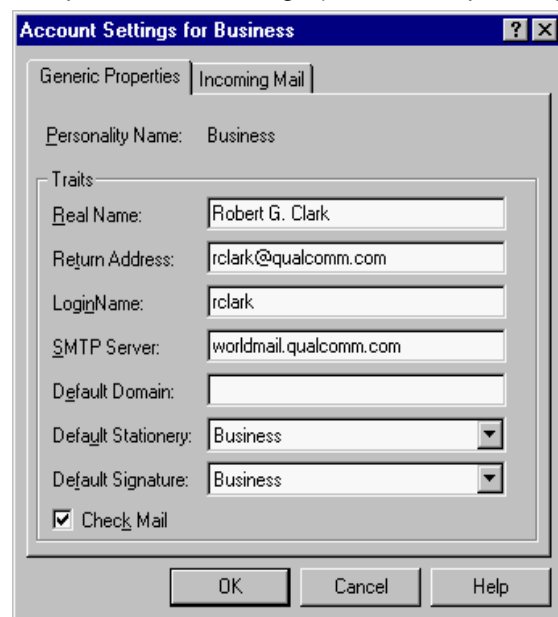 Account Settings for Business
Generic Properties Incoming Mail
Personality Name: Business
Traits
Real Name: Robert G. Clark
Return Address: rclark@qualcomm.com
LoginName: rclark
SMTP Server: worldmail.qualcomm.com
Default Domain:
Default Stationery: Business
Default Signature: Business
Check Mail
OK Cancel Help